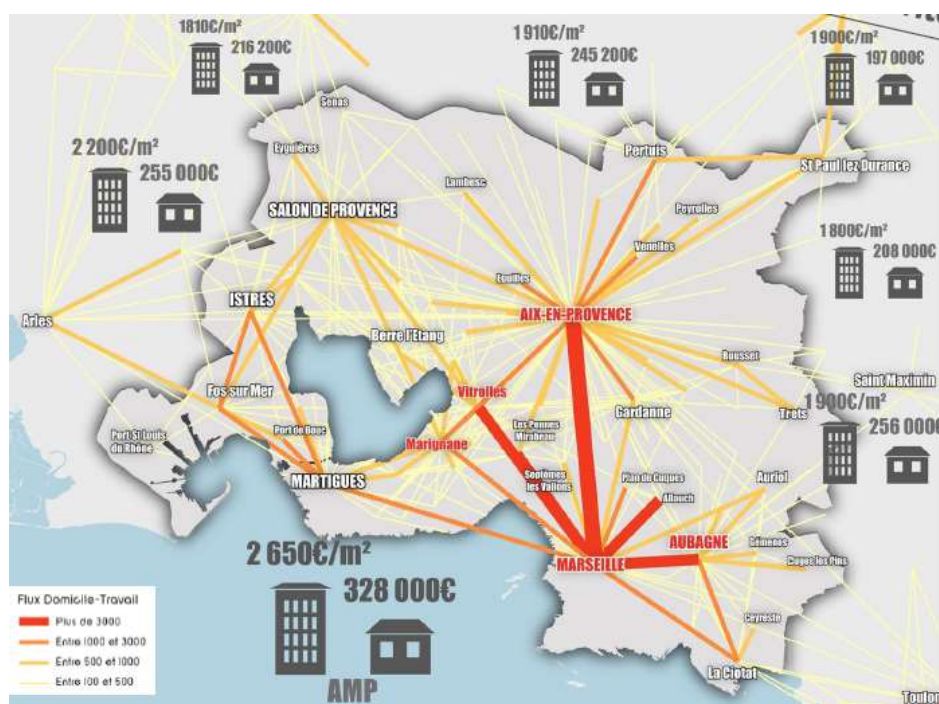 1810€/m²
216 200€
1 910€/m²
245 200€
1 900€/m²
197 000€
Sénas
Eyguières
Pertuis
St Paul lez Durance
2 200€/m²
255 000€
Lambesc
SALON DE PROVENCE
Peyrolles
Venelles
1 800€/m²
208 000€
Eguilles
ISTRES
Arles
AIX-EN-PROVENCE
Berre l'Etang
Rousset
Vitrolles
Fos sur Mer
Saint Maximin
Gardanne
Trets
1 900€/m²
Les Pennes
Mirabeau
Port de Bouc
256 000€
Port St Louis
du Rhône
Marignane
MARTIGUES
Septèmes
les Vallons
Plan de Cuques
Auriol
Allauch
AUBAGNE
Gémenos
MARSEILLE
Cuges les Pins
2 650€/m²
328 000€
Ceyreste
La Ciotat
AMP
Toulon
Flux Domicile-Travail
Plus de 3000
Entre 1000 et 3000
Entre 500 et 1000
Entre 100 et 500